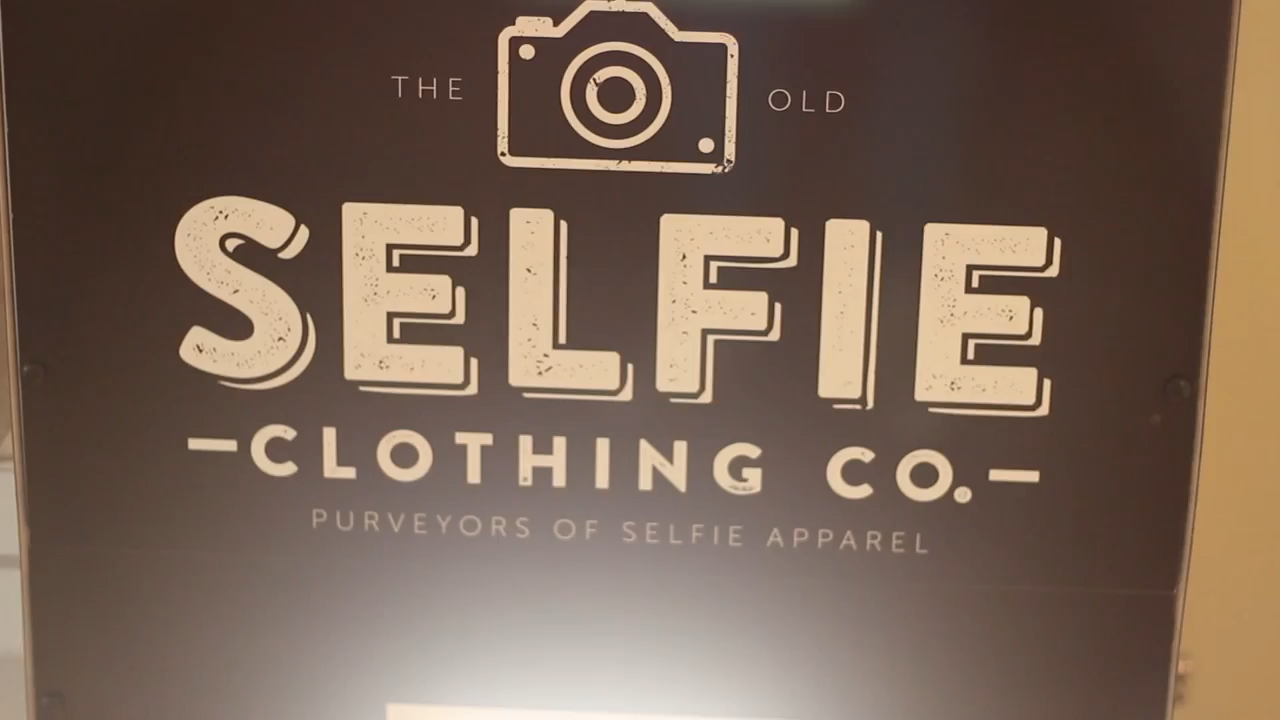 THE OLD
SELFIE
-CLOTHING CO.-
PURVEYORS OF SELFIE APPAREL